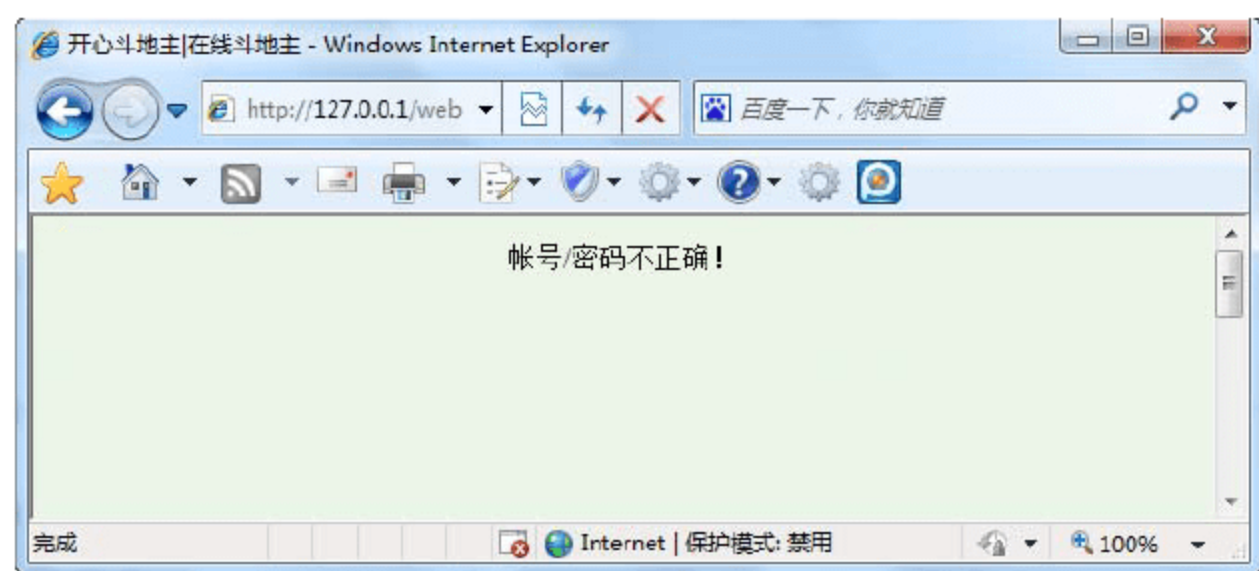 开心斗地主|在线斗地主 - Windows Internet Explorer
http://127.0.0.1/web
百度一下，你就知道
帐号/密码不正确！
完成
Internet | 保护模式: 禁用
100%